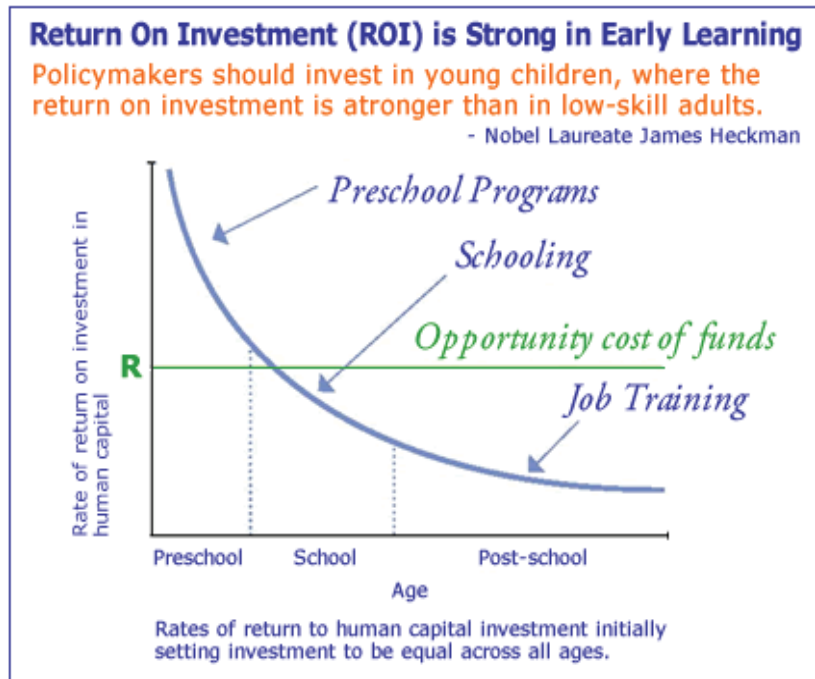 Return On Investment (ROI) is Strong in Early Learning
Policymakers should invest in young children, where the
return on investment is atronger than in low-skill adults.
- Nobel Laureate James Heckman
Preschool Programs
Schooling
Opportunity cost of funds
R
Job Training
Rate of return on investment in
human capital
Preschool
School
Post-school
Age
Rates of return to human capital investment initially
setting investment to be equal across all ages.